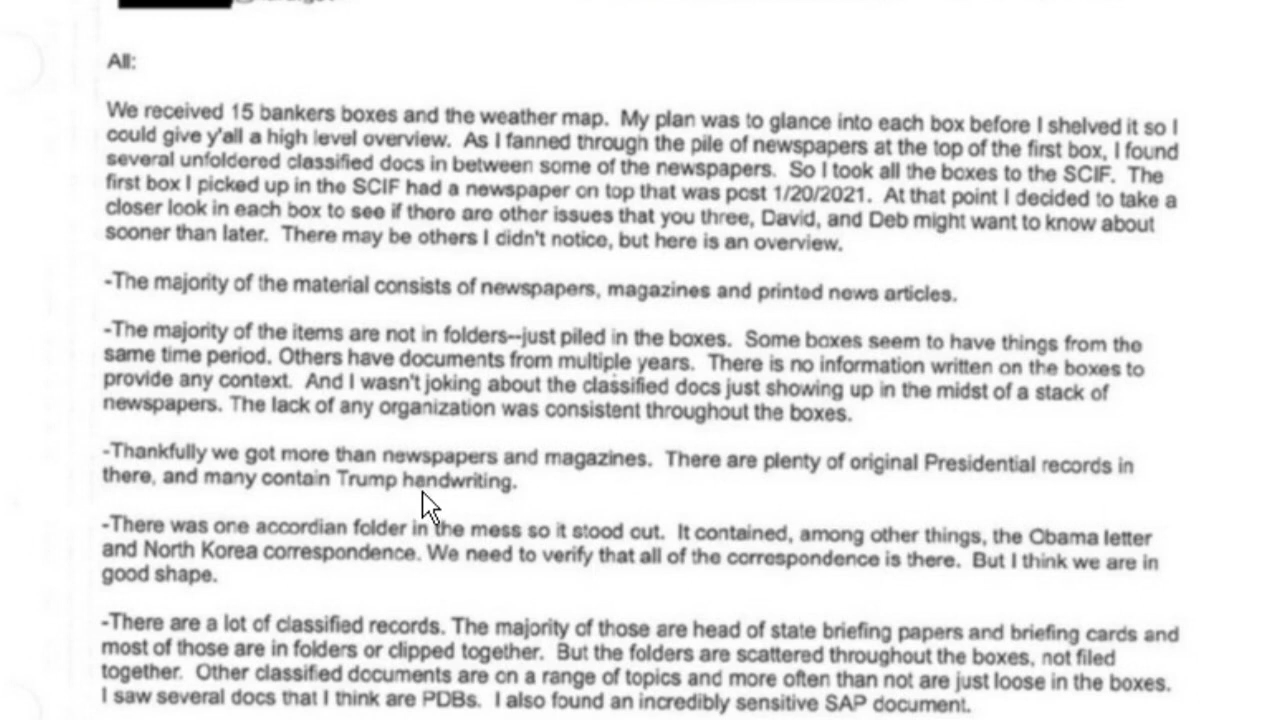 All:
We received 15 bankers boxes and the weather map. My plan was to glance into each box before I shelved it so I
could give y'all a high level overview. As I fanned through the pile of newspapers at the top of the first box, I found
several unfoldered classified docs in between some of the newspapers. So I took all the boxes to the SCIF. The
first box I picked up in the SCIF had a newspaper on top that was post 1/20/2021. At that point I decided to take a
closer look in each box to see if there are other issues that you three, David, and Deb might want to know about
sooner than later. There may be others I didn't notice, but here is an overview.
-The majority of the material consists of newspapers, magazines and printed news articles.
-The majority of the items are not in folders--just piled in the boxes. Some boxes seem to have things from the
same time period. Others have documents from multiple years. There is no information written on the boxes to
provide any context. And I wasn't joking about the classified docs just showing up in the midst of a stack of
newspapers. The lack of any organization was consistent throughout the boxes.
-Thankfully we got more than newspapers and magazines. There are plenty of original Presidential records in
there, and many contain Trump handwriting.
-There was one accordian folder in the mess so it stood out. It contained, among other things, the Obama letter
and North Korea correspondence. We need to verify that all of the correspondence is there. But I think we are in
good shape.
-There are a lot of classified records. The majority of those are head of state briefing papers and briefing cards and
most of those are in folders or clipped together. But the folders are scattered throughout the boxes, not filed
together. Other classified documents are on a range of topics and more often than not are just loose in the boxes.
I saw several docs that I think are PDBs. I also found an incredibly sensitive SAP document.